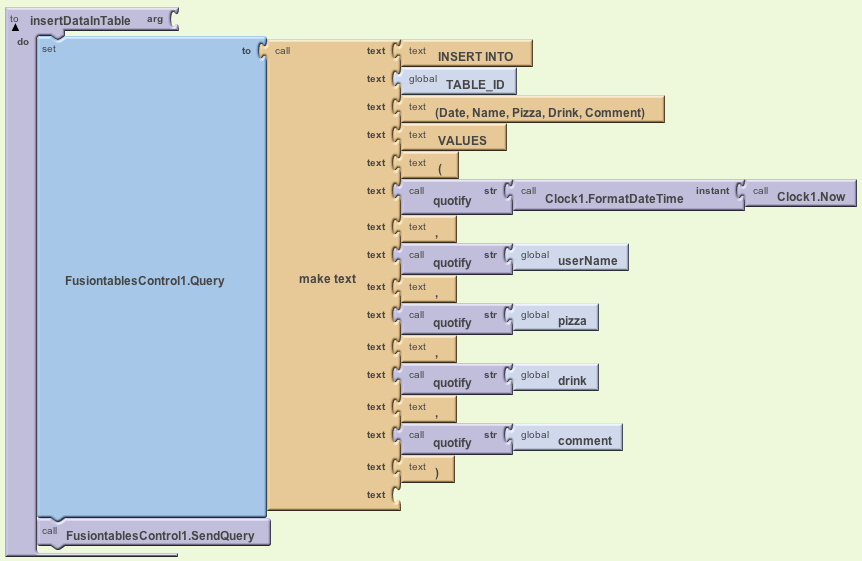 to insertDataInTable arg
do
set FusiontablesControl1.Query to call make text
text text INSERT INTO
text global TABLE_ID
text text (Date, Name, Pizza, Drink, Comment)
text text VALUES
text text (
text call quotify str call Clock1.FormatDateTime instant call Clock1.Now
text text ,
text call quotify str global userName
text text ,
text call quotify str global pizza
text text ,
text call quotify str global drink
text text ,
text call quotify str global comment
text text )
text
call FusiontablesControl1.SendQuery